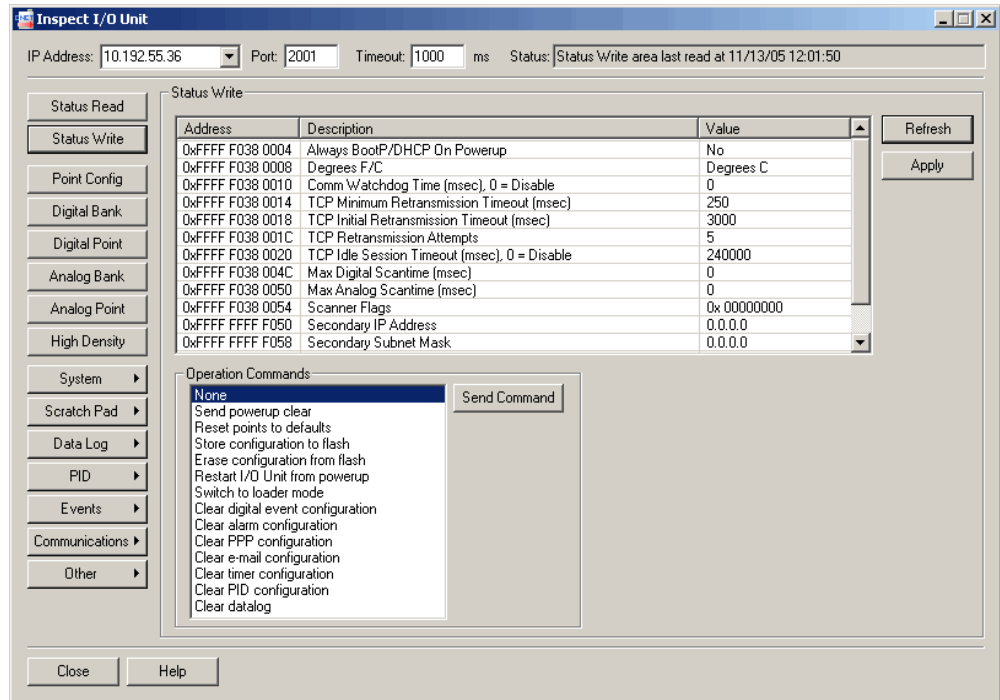 Inspect I/O Unit
IP Address: 10.192.55.36 Port: 2001 Timeout: 1000 ms Status: Status Write area last read at 11/13/05 12:01:50
Status Read
Status Write
Point Config
Digital Bank
Digital Point
Analog Bank
Analog Point
High Density
System
Scratch Pad
Data Log
PID
Events
Communications
Other
Status Write
Address Description Value
0xFFFF F038 0004 Always BootP/DHCP On Powerup No
0xFFFF F038 0008 Degrees F/C Degrees C
0xFFFF F038 0010 Comm Watchdog Time (msec), 0 = Disable 0
0xFFFF F038 0014 TCP Minimum Retransmission Timeout (msec) 250
0xFFFF F038 0018 TCP Initial Retransmission Timeout (msec) 3000
0xFFFF F038 001C TCP Retransmission Attempts 5
0xFFFF F038 0020 TCP Idle Session Timeout (msec), 0 = Disable 240000
0xFFFF F038 004C Max Digital Scantime (msec) 0
0xFFFF F038 0050 Max Analog Scantime (msec) 0
0xFFFF F038 0054 Scanner Flags 0x 00000000
0xFFFF FFFF F050 Secondary IP Address 0.0.0.0
0xFFFF FFFF F058 Secondary Subnet Mask 0.0.0.0
Refresh
Apply
Operation Commands
None
Send powerup clear
Reset points to defaults
Store configuration to flash
Erase configuration from flash
Restart I/O Unit from powerup
Switch to loader mode
Clear digital event configuration
Clear alarm configuration
Clear PPP configuration
Clear e-mail configuration
Clear timer configuration
Clear PID configuration
Clear datalog
Send Command
Close Help